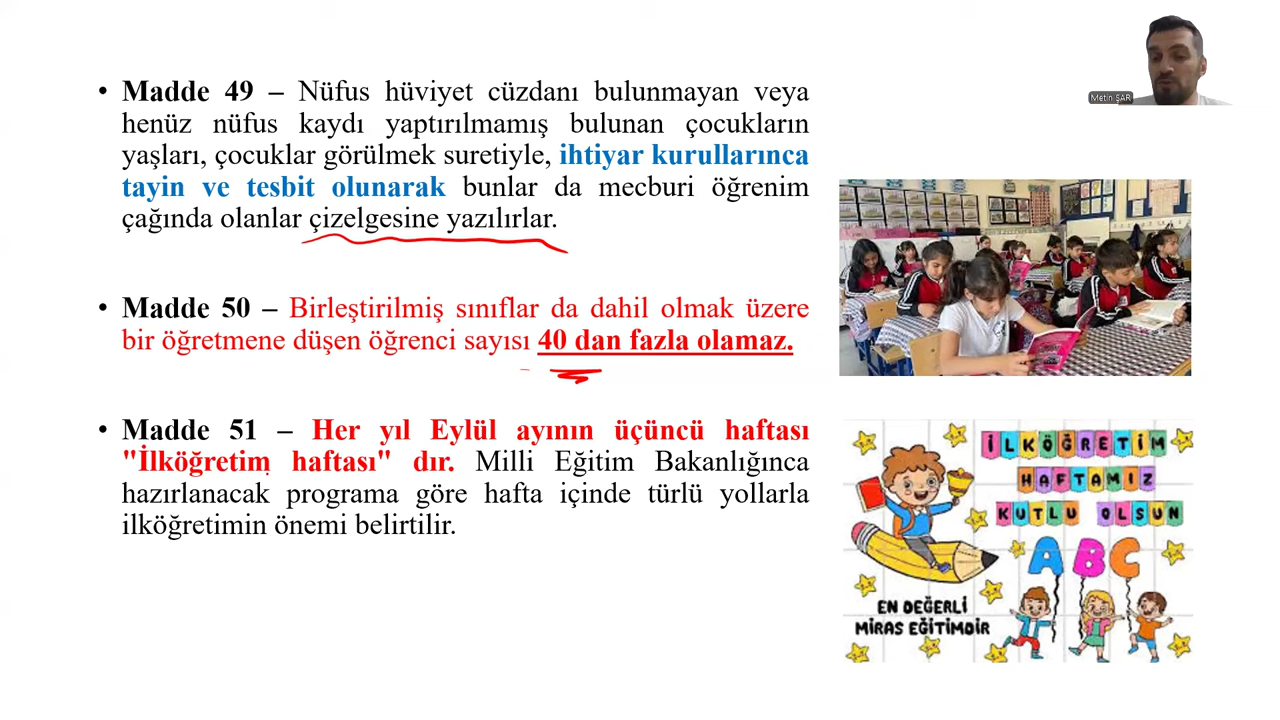 Metin ŞAR
• Madde 49 – Nüfus hüviyet cüzdanı bulunmayan veya
henüz nüfus kaydı yaptırılmamış bulunan çocukların
yaşları, çocuklar görülmek suretiyle, ihtiyar kurullarınca
tayin ve tesbit olunarak bunlar da mecburi öğrenim
çağında olanlar çizelgesine yazılırlar.
• Madde 50 – Birleştirilmiş sınıflar da dahil olmak üzere
bir öğretmene düşen öğrenci sayısı 40 dan fazla olamaz.
• Madde 51 – Her yıl Eylül ayının üçüncü haftası
"İlköğretim haftası" dır. Milli Eğitim Bakanlığınca
hazırlanacak programa göre hafta içinde türlü yollarla
ilköğretimin önemi belirtilir.
İLKÖĞRETİM
HAFTAMIZ
KUTLU OLSUN
ABC
EN DEĞERLİ
MİRAS EĞİTİMDİR